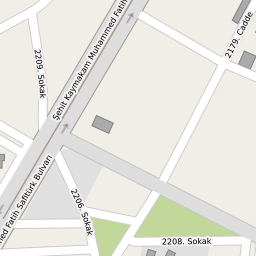 2209. Sokak
Şehit Kaymakam Muhammed Fatih
2179. Cadde
med Fatih Safitürk Bulvarı
2206. Sokak
2208. Sokak